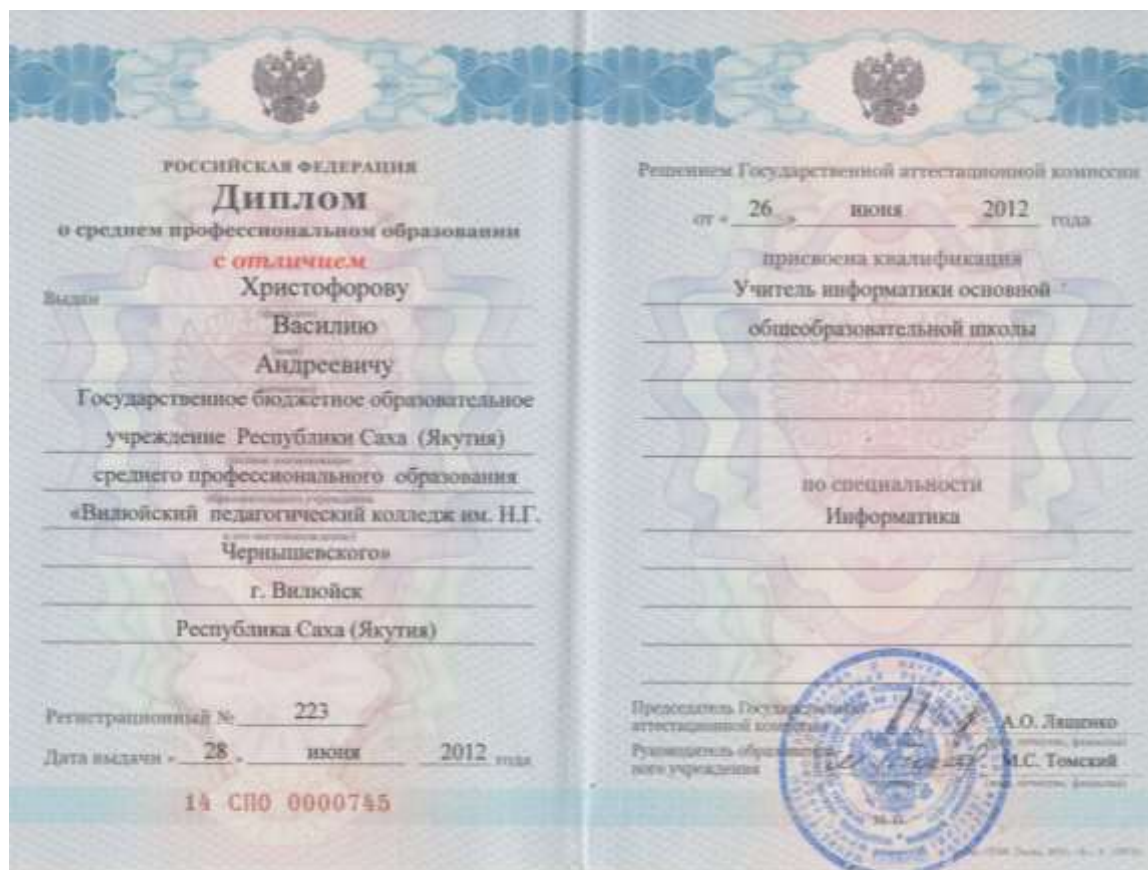 РОССИЙСКАЯ ФЕДЕРАЦИЯ
Диплом
о среднем профессиональном образовании
с отличием
Выдан Христофорову
Василию
Андреевичу
Государственное бюджетное образовательное
учреждение Республики Саха (Якутия)
среднего профессионального образования
«Вилюйский педагогический колледж им. Н.Г.
Чернышевского»
г. Вилюйск
Республика Саха (Якутия)
Регистрационный № 223
Дата выдачи « 28 » июня 2012 года
14 СПО 0000745
Решением Государственной аттестационной комиссии
от « 26 » июня 2012 года
присвоена квалификация
Учитель информатики основной
общеобразовательной школы
по специальности
Информатика
Председатель Государственной
аттестационной комиссии А.О. Лященко
Руководитель образователь-
ного учреждения М.С. Томский
М.П.